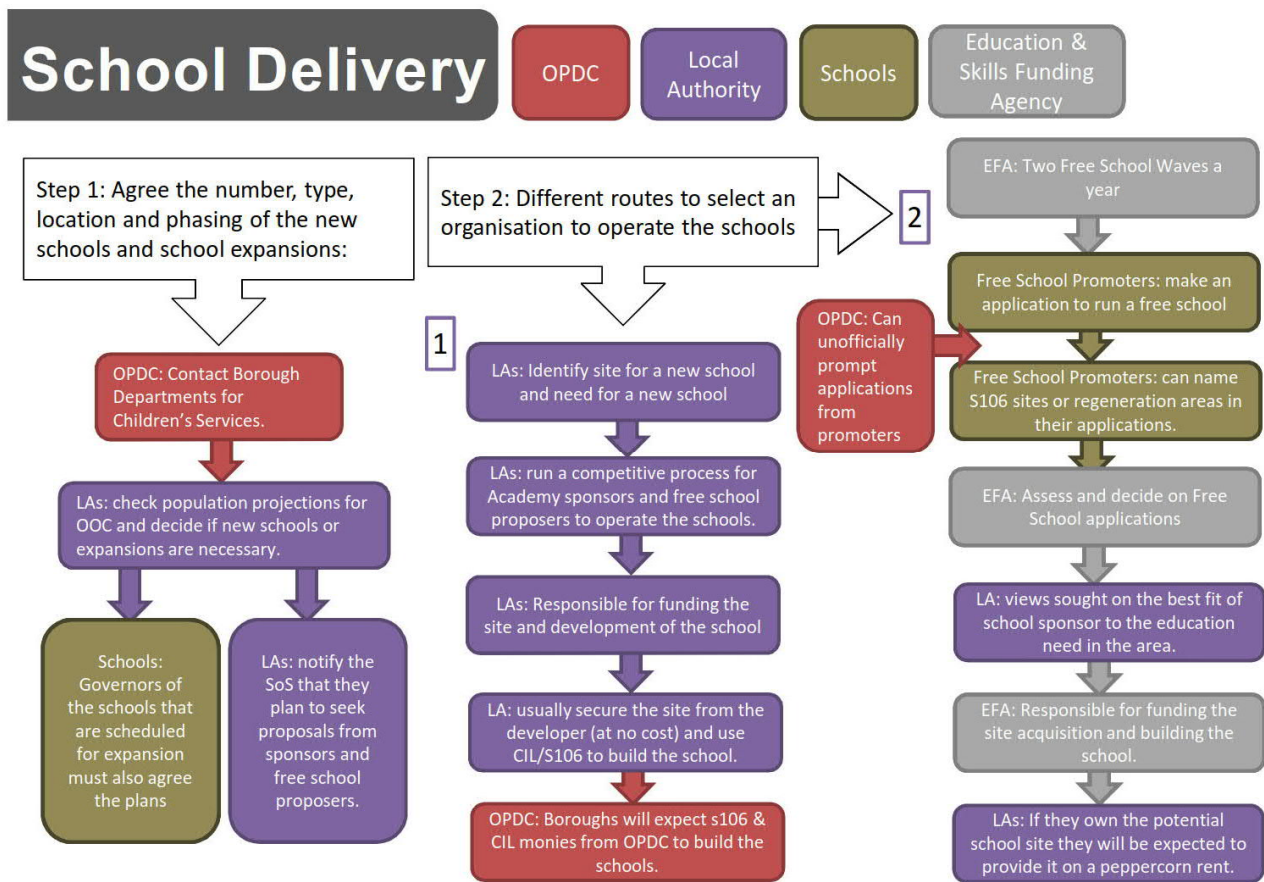 School Delivery
OPDC
Local
Authority
Schools
Education &
Skills Funding
Agency
Step 1: Agree the number, type,
location and phasing of the new
schools and school expansions:
OPDC: Contact Borough
Departments for
Children’s Services.
LAs: check population projections for
OOC and decide if new schools or
expansions are necessary.
Schools:
Governors of
the schools that
are scheduled
for expansion
must also agree
the plans
LAs: notify the
SoS that they
plan to seek
proposals from
sponsors and
free school
proposers.
Step 2: Different routes to select an
organisation to operate the schools
1
LAs: Identify site for a new school
and need for a new school
LAs: run a competitive process for
Academy sponsors and free school
proposers to operate the schools.
LAs: Responsible for funding the
site and development of the school
LA: usually secure the site from the
developer (at no cost) and use
CIL/S106 to build the school.
OPDC: Boroughs will expect s106 &
CIL monies from OPDC to build the
schools.
2
EFA: Two Free School Waves a
year
Free School Promoters: make an
application to run a free school
OPDC: Can
unofficially
prompt
applications
from
promoters
Free School Promoters: can name
S106 sites or regeneration areas in
their applications.
EFA: Assess and decide on Free
School applications
LA: views sought on the best fit of
school sponsor to the education
need in the area.
EFA: Responsible for funding the
site acquisition and building the
school.
LAs: If they own the potential
school site they will be expected to
provide it on a peppercorn rent.